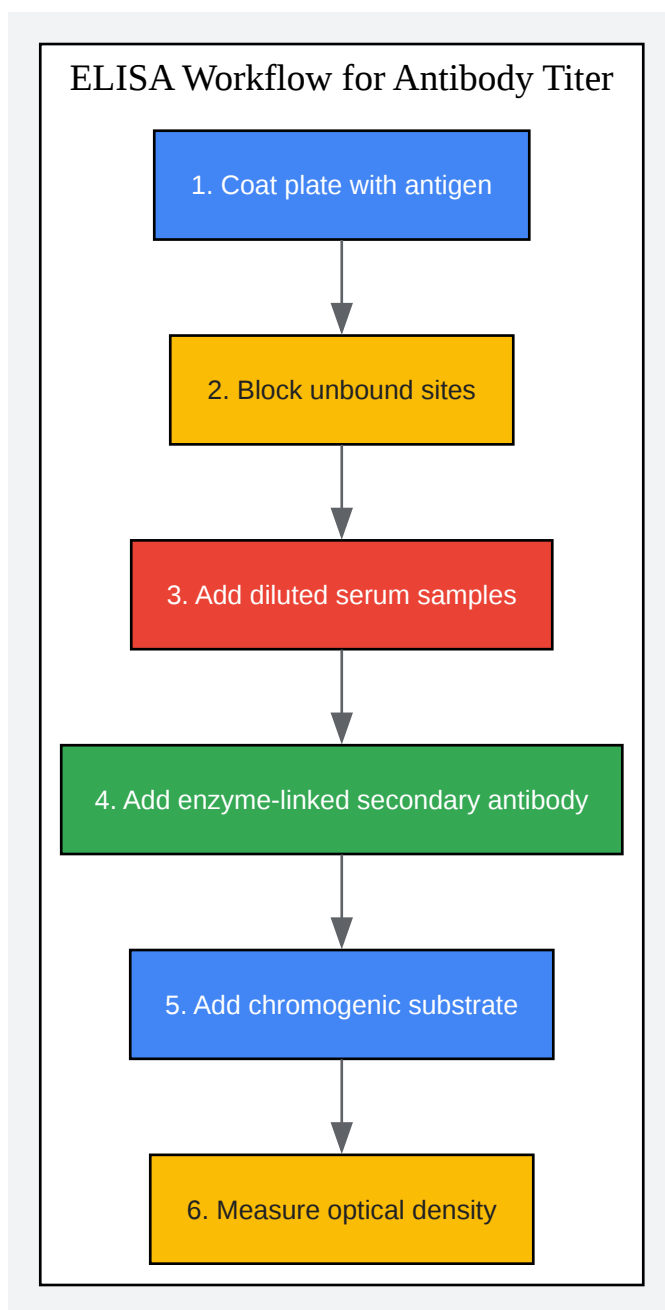 ELISA Workflow for Antibody Titer
1. Coat plate with antigen
2. Block unbound sites
3. Add diluted serum samples
4. Add enzyme-linked secondary antibody
5. Add chromogenic substrate
6. Measure optical density